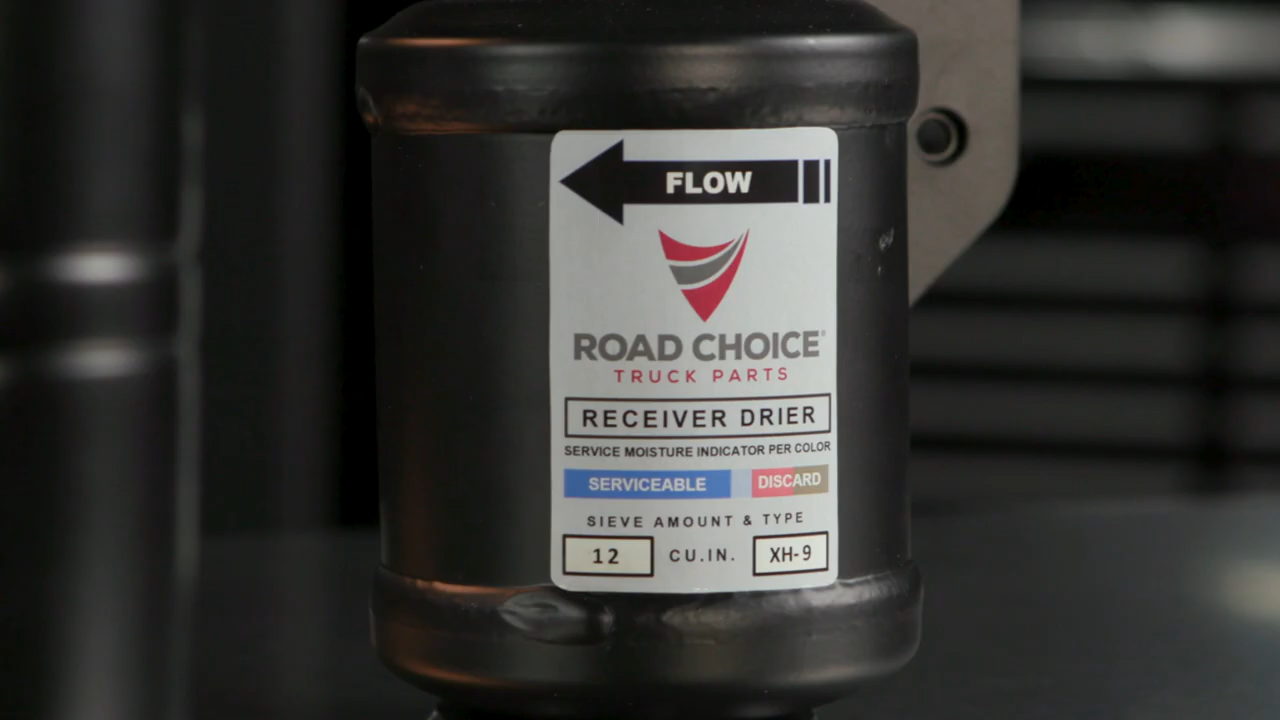 FLOW
ROAD CHOICE®
TRUCK PARTS
RECEIVER DRIER
SERVICE MOISTURE INDICATOR PER COLOR
SERVICEABLE DISCARD
SIEVE AMOUNT & TYPE
12 CU.IN. XH-9